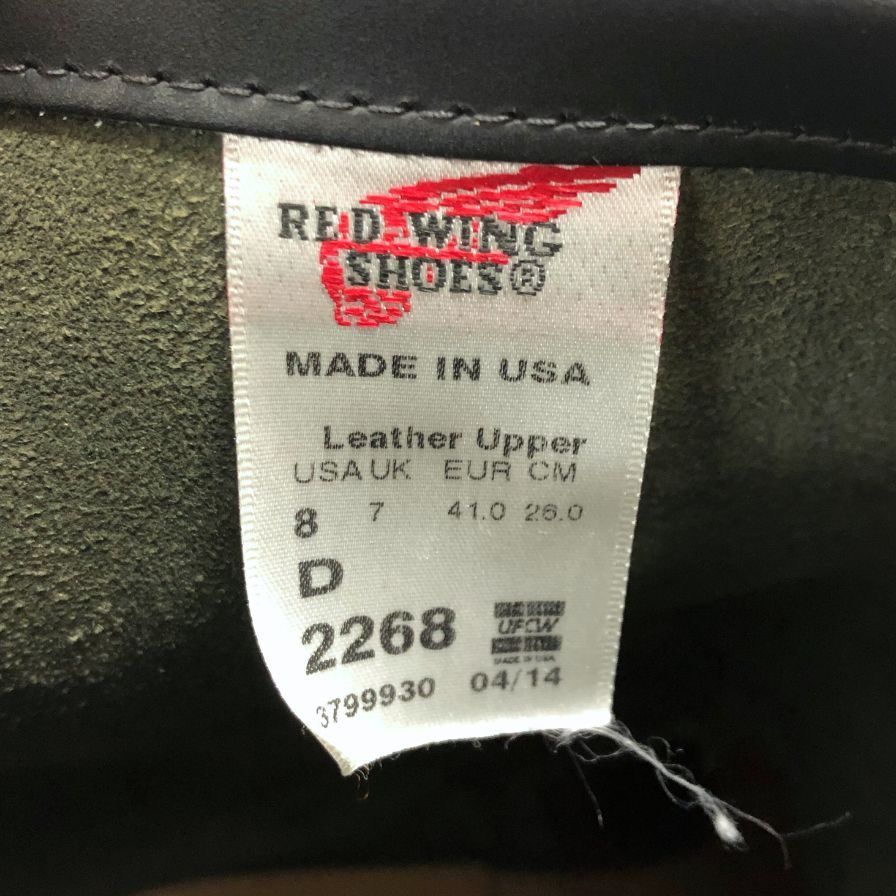 RED WING
SHOES®
MADE IN USA
Leather Upper
USA UK EUR CM
8 7 41.0 26.0
D
2268
UFCW
MADE IN U.S.A.
3799930 04/14